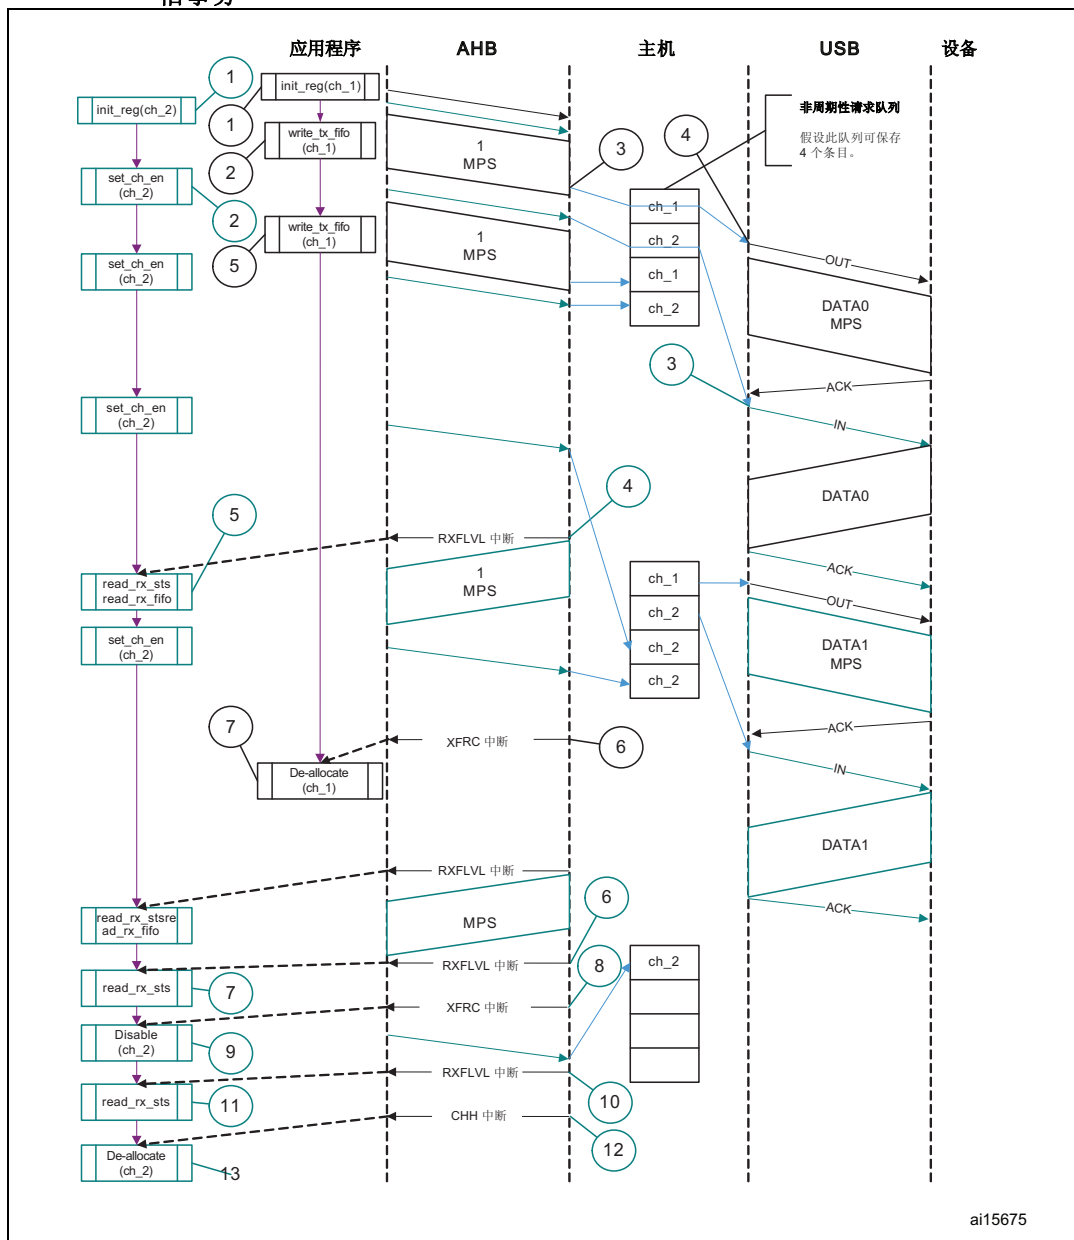 应用程序
AHB
主机
USB
设备
1
init_reg(ch_2)
init_reg(ch_1)
1
write_tx_fifo
(ch_1)
2
1
MPS
3
4
非周期性请求队列
假设此队列可保存
4 个条目。
set_ch_en
(ch_2)
2
ch_1
ch_2
ch_1
ch_2
write_tx_fifo
(ch_1)
5
1
MPS
set_ch_en
(ch_2)
OUT
DATA0
MPS
3
ACK
set_ch_en
(ch_2)
IN
DATA0
4
5
RXFLVL 中断
ACK
read_rx_sts
read_rx_fifo
1
MPS
ch_1
ch_2
ch_2
ch_2
OUT
set_ch_en
(ch_2)
DATA1
MPS
7
XFRC 中断
6
ACK
De-allocate
(ch_1)
IN
DATA1
RXFLVL 中断
6
ACK
read_rx_stsre
ad_rx_fifo
MPS
RXFLVL 中断
8
ch_2
read_rx_sts
7
XFRC 中断
Disable
(ch_2)
9
RXFLVL 中断
10
read_rx_sts
11
CHH 中断
12
De-allocate
(ch_2)
13
ai15675